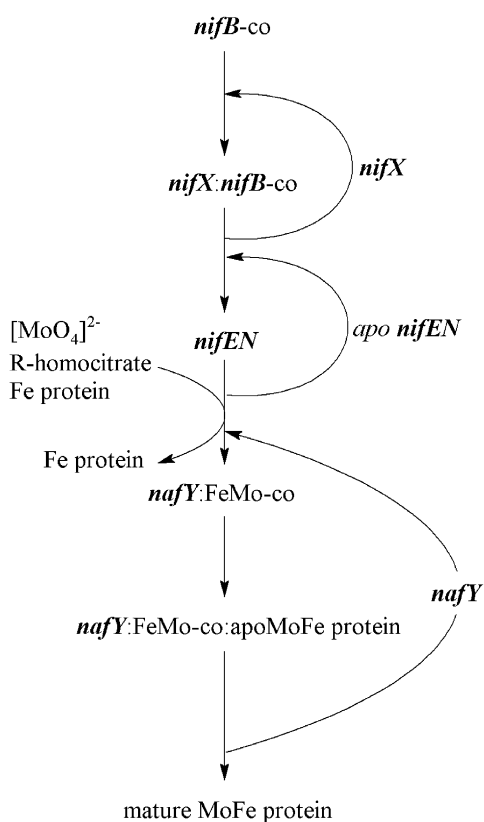 nifB-co
nifX
nifX:nifB-co
apo nifEN
nifEN
[MoO4]2-
R-homocitrate
Fe protein
Fe protein
nafY:FeMo-co
nafY
nafY:FeMo-co:apoMoFe protein
mature MoFe protein